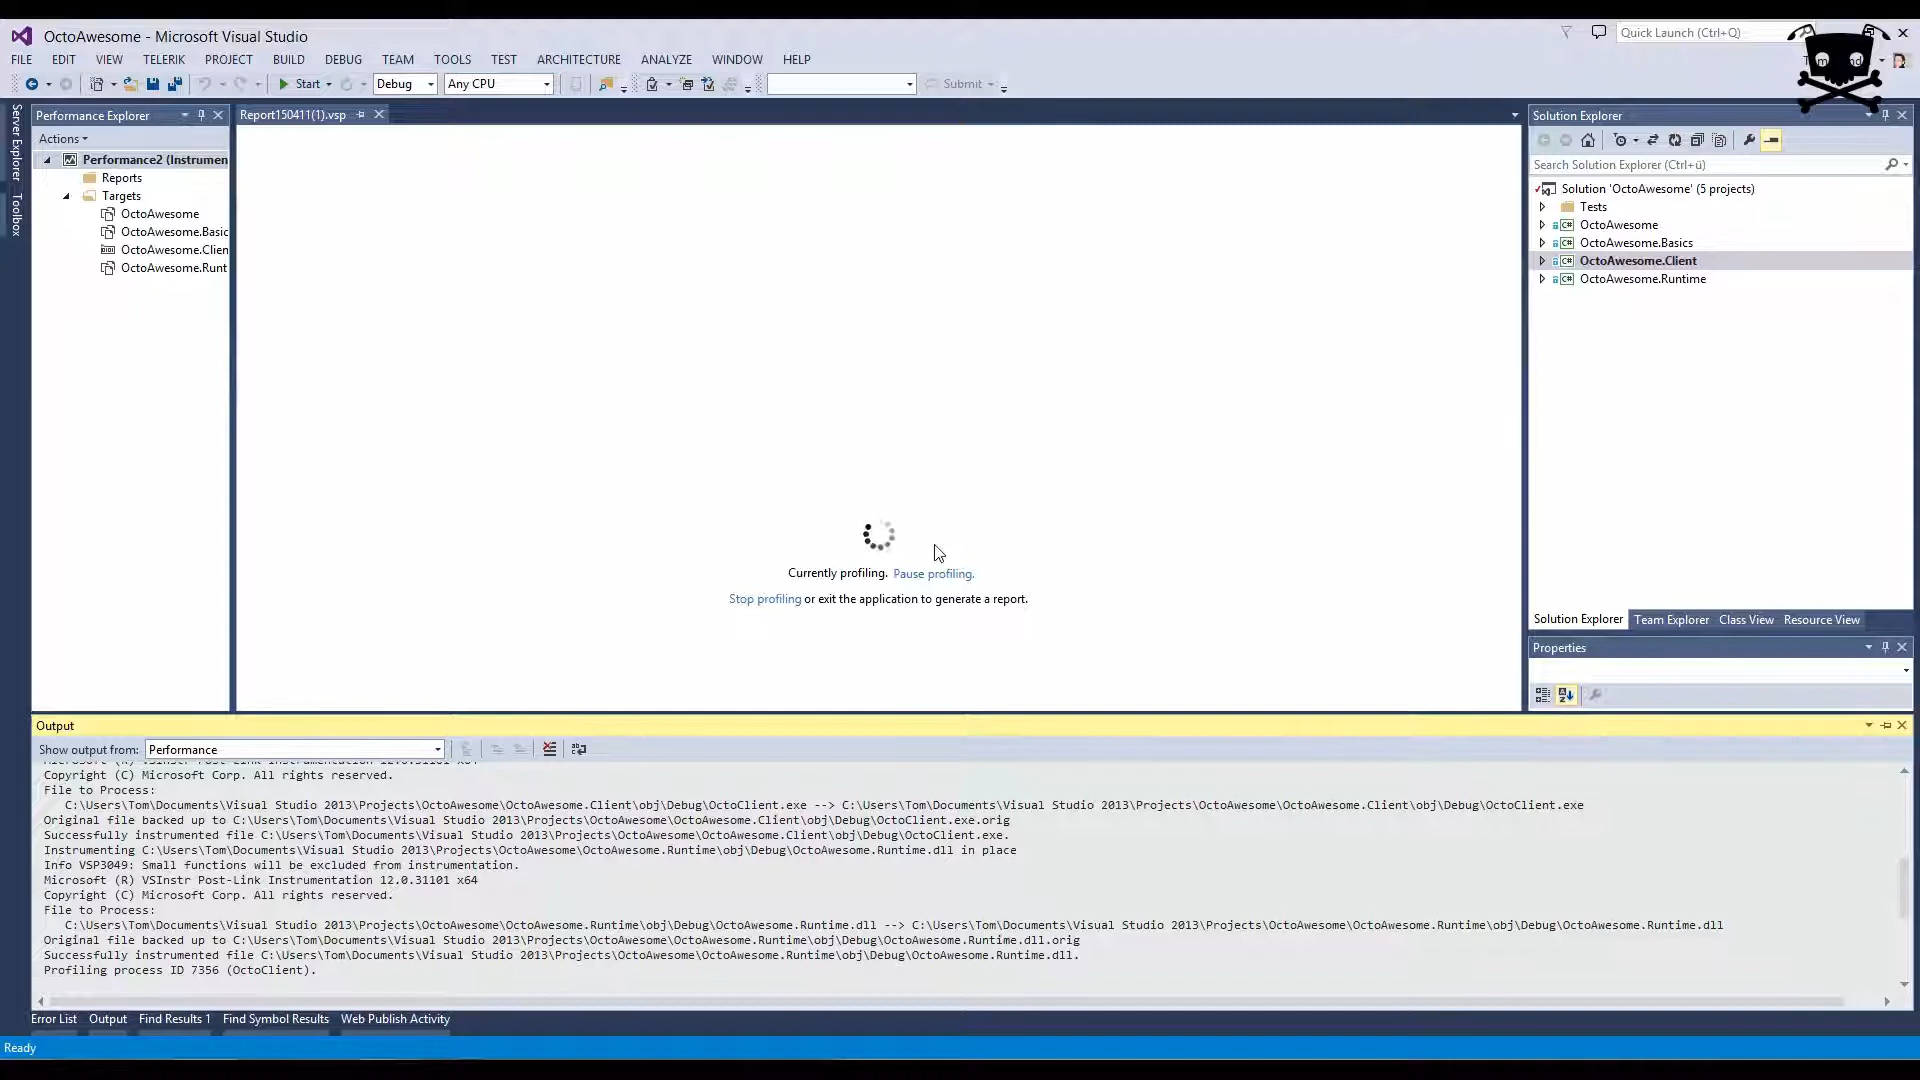 OctoAwesome - Microsoft Visual Studio
Quick Launch (Ctrl+Q)
FILE EDIT VIEW TELERIK PROJECT BUILD DEBUG TEAM TOOLS TEST ARCHITECTURE ANALYZE WINDOW HELP
Start Debug Any CPU Submit
Server Explorer
Toolbox
Performance Explorer
Actions
Performance2 (Instrumen
Reports
Targets
OctoAwesome
OctoAwesome.Basic
OctoAwesome.Clien
OctoAwesome.Runt
Report150411(1).vsp
Currently profiling. Pause profiling.
Stop profiling or exit the application to generate a report.
Solution Explorer
Search Solution Explorer (Ctrl+ü)
Solution 'OctoAwesome' (5 projects)
Tests
OctoAwesome
OctoAwesome.Basics
OctoAwesome.Client
OctoAwesome.Runtime
Solution Explorer Team Explorer Class View Resource View
Properties
Output
Show output from: Performance
Copyright (C) Microsoft Corp. All rights reserved.
File to Process:
C:\Users\Tom\Documents\Visual Studio 2013\Projects\OctoAwesome\OctoAwesome.Client\obj\Debug\OctoClient.exe --> C:\Users\Tom\Documents\Visual Studio 2013\Projects\OctoAwesome\OctoAwesome.Client\obj\Debug\OctoClient.exe
Original file backed up to C:\Users\Tom\Documents\Visual Studio 2013\Projects\OctoAwesome\OctoAwesome.Client\obj\Debug\OctoClient.exe.orig
Successfully instrumented file C:\Users\Tom\Documents\Visual Studio 2013\Projects\OctoAwesome\OctoAwesome.Client\obj\Debug\OctoClient.exe.
Instrumenting C:\Users\Tom\Documents\Visual Studio 2013\Projects\OctoAwesome\OctoAwesome.Runtime\obj\Debug\OctoAwesome.Runtime.dll in place
Info VSP3049: Small functions will be excluded from instrumentation.
Microsoft (R) VSInstr Post-Link Instrumentation 12.0.31101 x64
Copyright (C) Microsoft Corp. All rights reserved.
File to Process:
C:\Users\Tom\Documents\Visual Studio 2013\Projects\OctoAwesome\OctoAwesome.Runtime\obj\Debug\OctoAwesome.Runtime.dll --> C:\Users\Tom\Documents\Visual Studio 2013\Projects\OctoAwesome\OctoAwesome.Runtime\obj\Debug\OctoAwesome.Runtime.dll
Original file backed up to C:\Users\Tom\Documents\Visual Studio 2013\Projects\OctoAwesome\OctoAwesome.Runtime\obj\Debug\OctoAwesome.Runtime.dll.orig
Successfully instrumented file C:\Users\Tom\Documents\Visual Studio 2013\Projects\OctoAwesome\OctoAwesome.Runtime\obj\Debug\OctoAwesome.Runtime.dll.
Profiling process ID 7356 (OctoClient).
Error List Output Find Results 1 Find Symbol Results Web Publish Activity
Ready